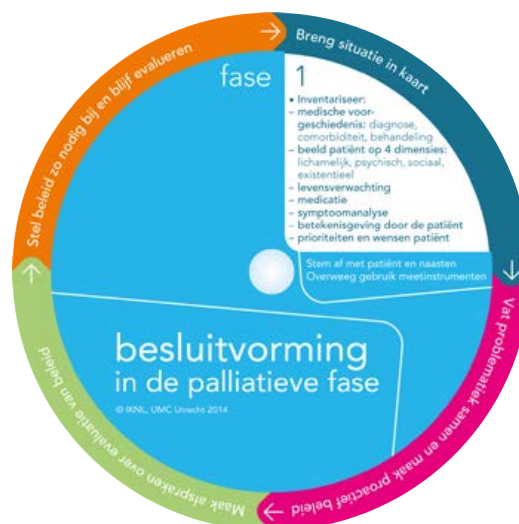 Breng situatie in kaart
Vat problematiek samen en maak proactief beleid
Maak afspraken over evaluatie van beleid
Stel beleid zo nodig bij en blijf evalueren
fase 1
• Inventariseer:
– medische voor-
geschiedenis: diagnose,
comorbiditeit, behandeling
– beeld patiënt op 4 dimensies:
lichamelijk, psychisch, sociaal,
existentieel
– levensverwachting
– medicatie
– symptoomanalyse
– betekenisgeving door de patiënt
– prioriteiten en wensen patiënt
Stem af met patiënt en naasten
Overweeg gebruik meetinstrumenten
besluitvorming
in de palliatieve fase
© IKNL, UMC Utrecht 2014